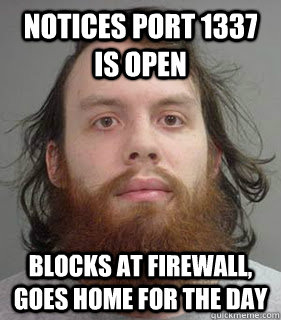 NOTICES PORT 1337
IS OPEN
BLOCKS AT FIREWALL,
GOES HOME FOR THE DAY
quickmeme.com